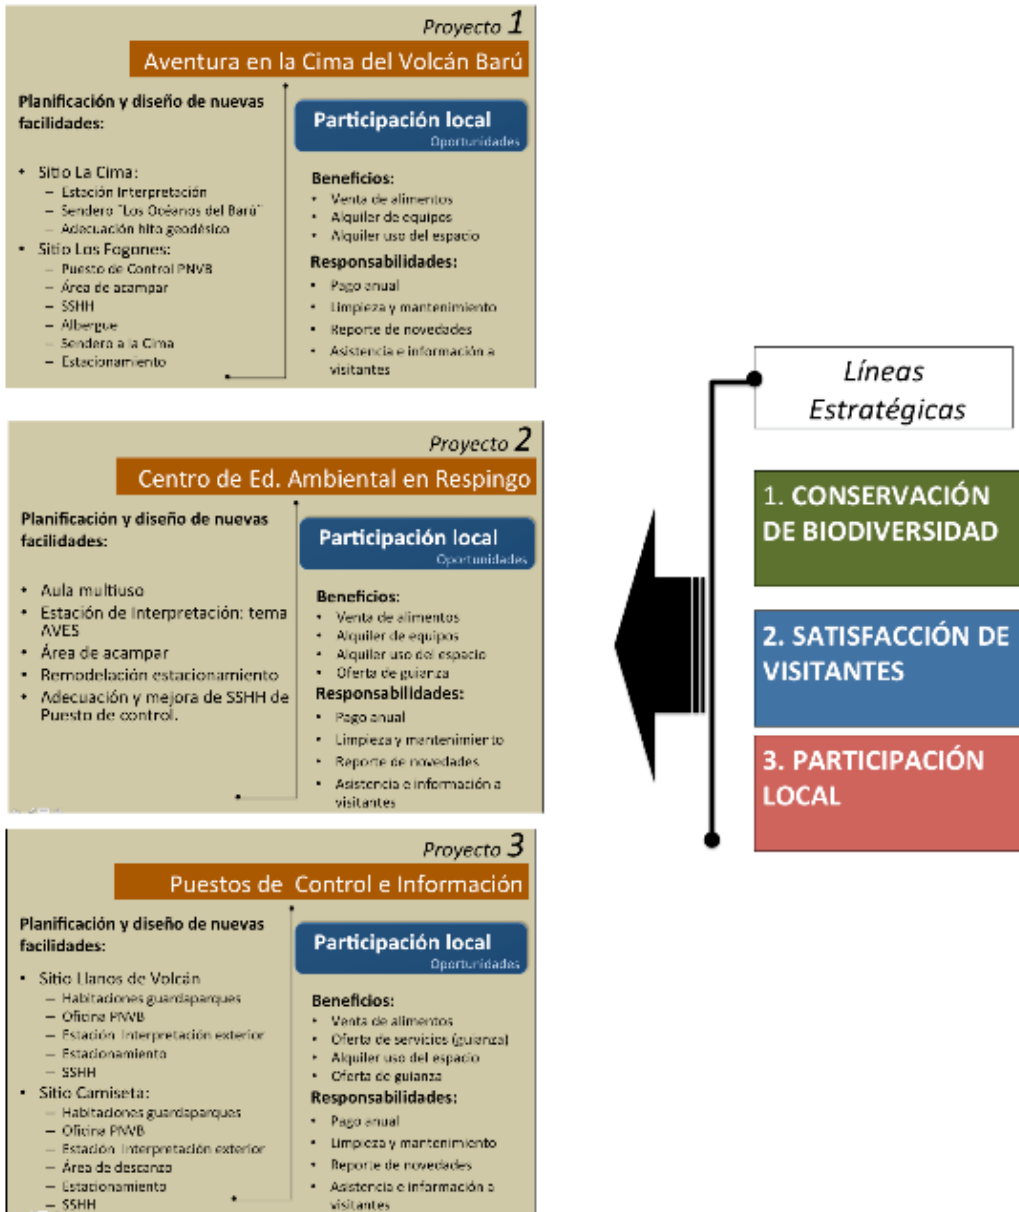 Proyecto 1
Aventura en la Cima del Volcán Barú
Planificación y diseño de nuevas
facilidades:
• Sitio La Cima:
– Estación Interpretación
– Sendero ¨Los Océanos del Barú¨
– Adecuación hito geodésico
• Sitio Los Fogones:
– Puesto de Control PNVB
– Área de acampar
– SSHH
– Albergue
– Sendero a la Cima
– Estacionamiento
Participación local
Oportunidades
Beneficios:
• Venta de alimentos
• Alquiler de equipos
• Alquiler uso del espacio
Responsabilidades:
• Pago anual
• Limpieza y mantenimiento
• Reporte de novedades
• Asistencia e información a
visitantes
Proyecto 2
Centro de Ed. Ambiental en Respingo
Planificación y diseño de nuevas
facilidades:
• Aula multiuso
• Estación de Interpretación: tema
AVES
• Área de acampar
• Remodelación estacionamiento
• Adecuación y mejora de SSHH de
Puesto de control.
Participación local
Oportunidades
Beneficios:
• Venta de alimentos
• Alquiler de equipos
• Alquiler uso del espacio
• Oferta de guianza
Responsabilidades:
• Pago anual
• Limpieza y mantenimiento
• Reporte de novedades
• Asistencia e información a
visitantes
Proyecto 3
Puestos de Control e Información
Planificación y diseño de nuevas
facilidades:
• Sitio Llanos de Volcán
– Habitaciones guardaparques
– Oficina PNVB
– Estación Interpretación exterior
– Estacionamiento
– SSHH
• Sitio Camiseta:
– Habitaciones guardaparques
– Oficina PNVB
– Estación Interpretación exterior
– Área de descanzo
– Estacionamiento
– SSHH
Participación local
Oportunidades
Beneficios:
• Venta de alimentos
• Oferta de servicios (guianza)
• Alquiler uso del espacio
• Oferta de guianza
Responsabilidades:
• Pago anual
• Limpieza y mantenimiento
• Reporte de novedades
• Asistencia e información a
visitantes
Líneas
Estratégicas
1. CONSERVACIÓN
DE BIODIVERSIDAD
2. SATISFACCIÓN DE
VISITANTES
3. PARTICIPACIÓN
LOCAL